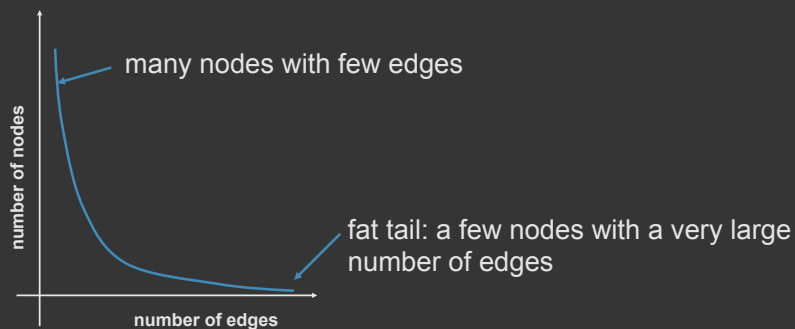 many nodes with few edges
number of nodes
fat tail: a few nodes with a very large
number of edges
number of edges